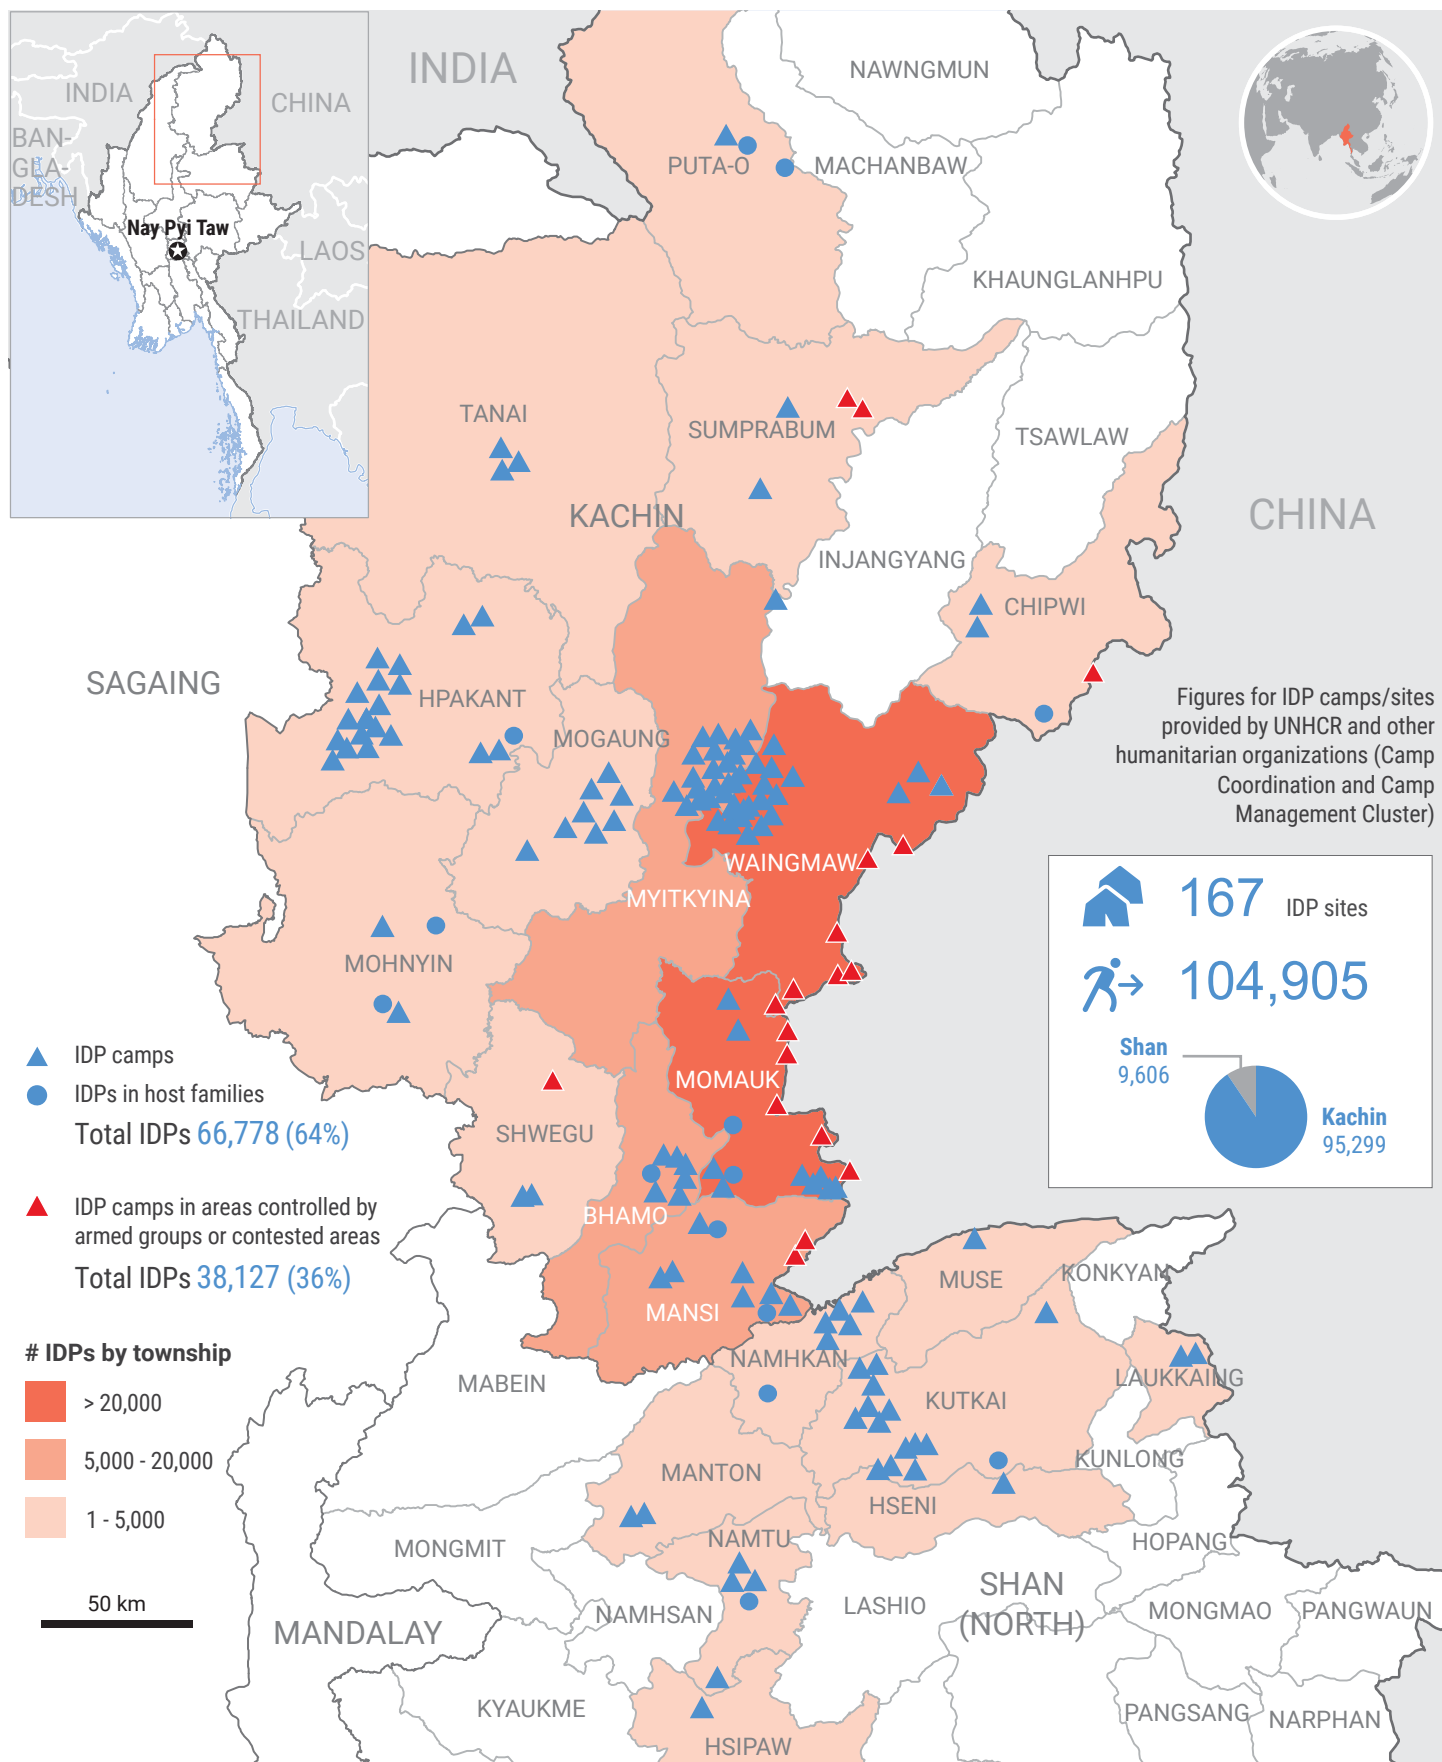 INDIA
CHINA
BAN-
GLA-
DESH
Nay Pyi Taw
LAOS
THAILAND
INDIA
NAWNGMUN
PUTA-O
MACHANBAW
KHAUNGLANHPU
TANAI
SUMPRABUM
TSAWLAW
KACHIN
CHINA
INJANGYANG
CHIPWI
SAGAING
HPAKANT
MOGAUNG
Figures for IDP camps/sites
provided by UNHCR and other
humanitarian organizations (Camp
Coordination and Camp
Management Cluster)
WAINGMAW
MYITKYINA
167 IDP sites
104,905
Shan
9,606
Kachin
95,299
MOHNYIN
MOMAUK
SHWEGU
BHAMO
MANSI
IDP camps
IDPs in host families
Total IDPs 66,778 (64%)
IDP camps in areas controlled by
armed groups or contested areas
Total IDPs 38,127 (36%)
# IDPs by township
> 20,000
5,000 - 20,000
1 - 5,000
50 km
MUSE
KONKYAN
NAMHKAN
LAUKKAING
MABEIN
KUTKAI
KUNLONG
MANTON
HSENI
NAMTU
HOPANG
MONGMIT
SHAN
(NORTH)
NAMHSAN
LASHIO
MONGMAO
PANGWAUN
MANDALAY
KYAUKME
PANGSANG
NARPHAN
HSIPAW